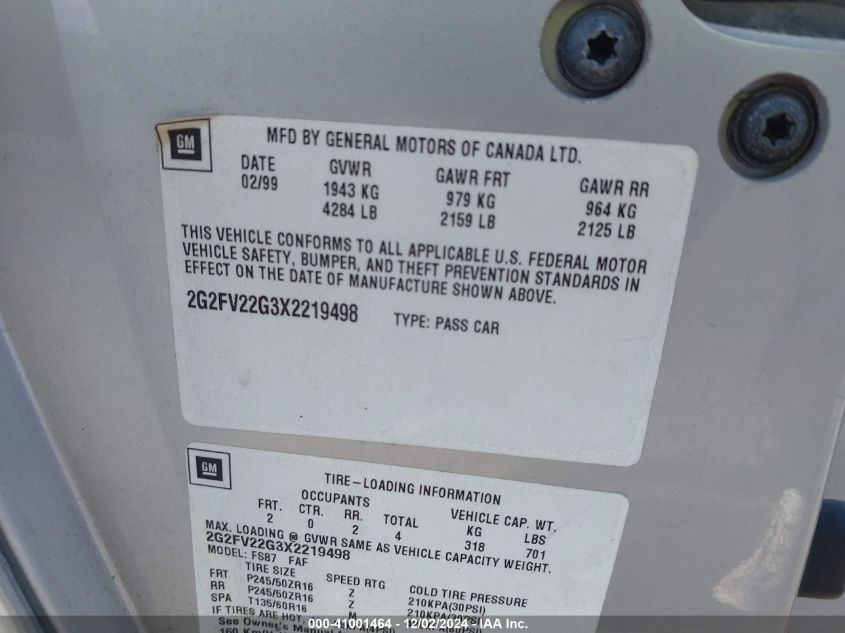 GM
MFD BY GENERAL MOTORS OF CANADA LTD.
DATE GVWR GAWR FRT GAWR RR
02/99 1943 KG 979 KG 964 KG
4284 LB 2159 LB 2125 LB
THIS VEHICLE CONFORMS TO ALL APPLICABLE U.S. FEDERAL MOTOR
VEHICLE SAFETY, BUMPER, AND THEFT PREVENTION STANDARDS IN
EFFECT ON THE DATE OF MANUFACTURE SHOWN ABOVE.
2G2FV22G3X2219498 TYPE: PASS CAR
GM
TIRE-LOADING INFORMATION
OCCUPANTS VEHICLE CAP. WT.
FRT. CTR. RR. TOTAL KG LBS
2 0 2 4 318 701
MAX. LOADING @ GVWR SAME AS VEHICLE CAPACITY WEIGHT.
2G2FV22G3X2219498
MODEL: FS87 FAF
TIRE SIZE SPEED RTG COLD TIRE PRESSURE
FRT P245/50ZR16 Z 210KPA(30PSI)
RR P245/50ZR16 Z 210KPA(30PSI)
SPA T135/60R16 M
IF TIRES ARE HOT,
See Owner's Manual
000-41001464 - 12/02/2024 - IAA Inc.